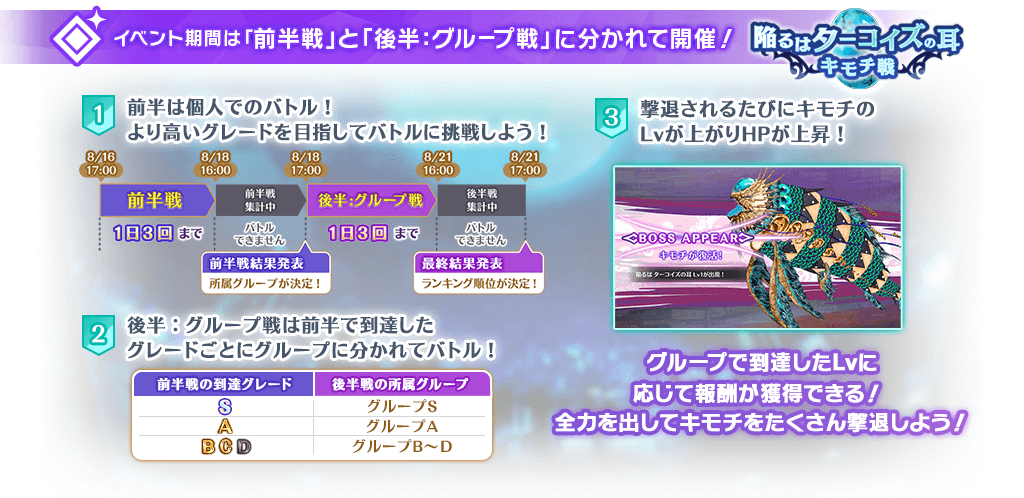 イベント期間は「前半戦」と「後半：グループ戦」に分かれて開催！
陥るはターコイズの耳
キモチ戦
1
前半は個人でのバトル！
より高いグレードを目指してバトルに挑戦しよう！
8/16
17:00
8/18
16:00
8/18
17:00
8/21
16:00
8/21
17:00
前半戦
前半戦
集計中
後半：グループ戦
後半戦
集計中
1日3回まで
バトル
できません
1日3回まで
バトル
できません
前半戦結果発表
所属グループが決定！
最終結果発表
ランキング順位が決定！
2
後半：グループ戦は前半で到達した
グレードごとにグループに分かれてバトル！
前半戦の到達グレード 後半戦の所属グループ
S グループS
A グループA
B C D グループB～D
3
撃退されるたびにキモチの
Lvが上がりHPが上昇！
BOSS APPEAR
キモチが復活！
陥るはターコイズの耳 Lv1が出現！
グループで到達したLvに
応じて報酬が獲得できる！
全力を出してキモチをたくさん撃退しよう！